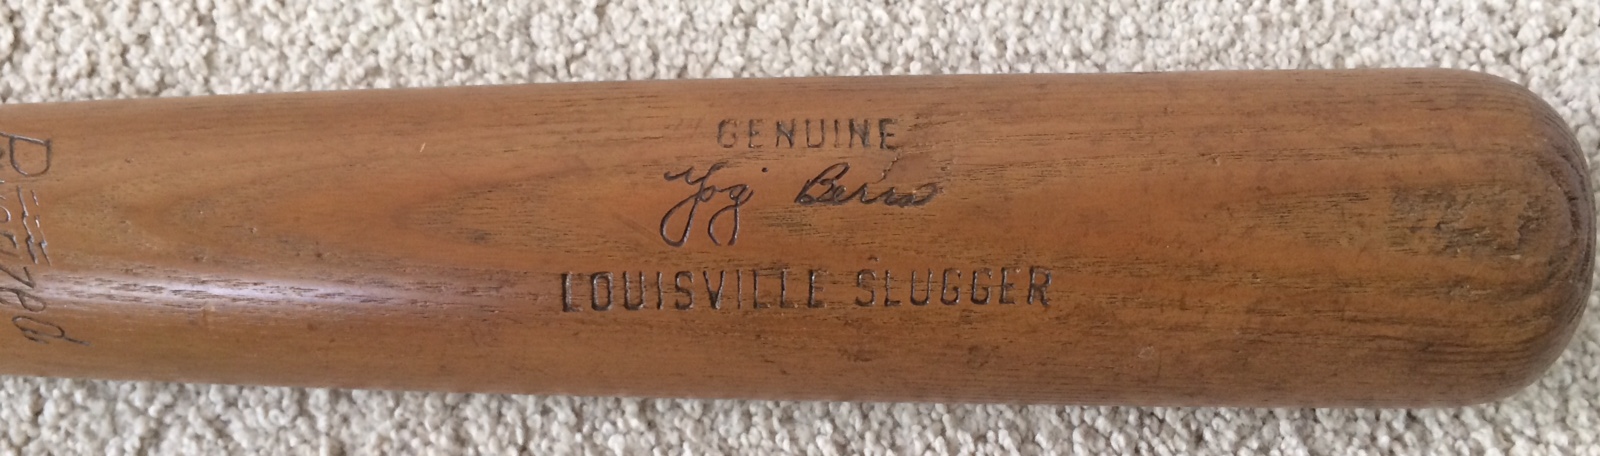 GENUINE
Yogi Berra
LOUISVILLE SLUGGER